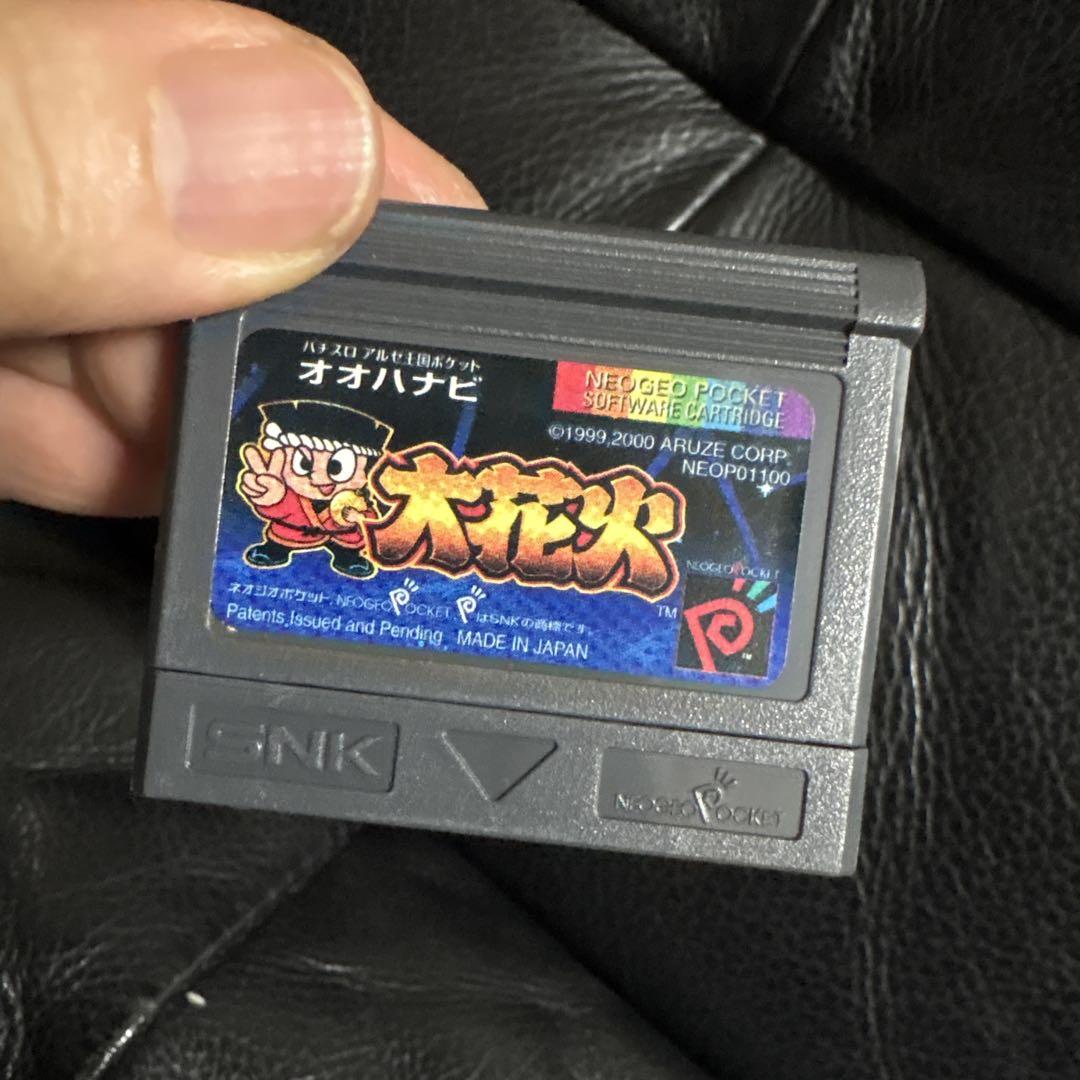 パチスロ アルゼ王国ポケット
オオハナビ
NEOGEO POCKET
SOFTWARE CARTRIDGE
©1999,2000 ARUZE CORP.
NEOP01100
大花火
TM
NEOGEO POCKET
TM
ネオジオポケット, NEOGEO POCKET, PはSNKの商標です。
Patents Issued and Pending MADE IN JAPAN
SNK
NEOGEO POCKET